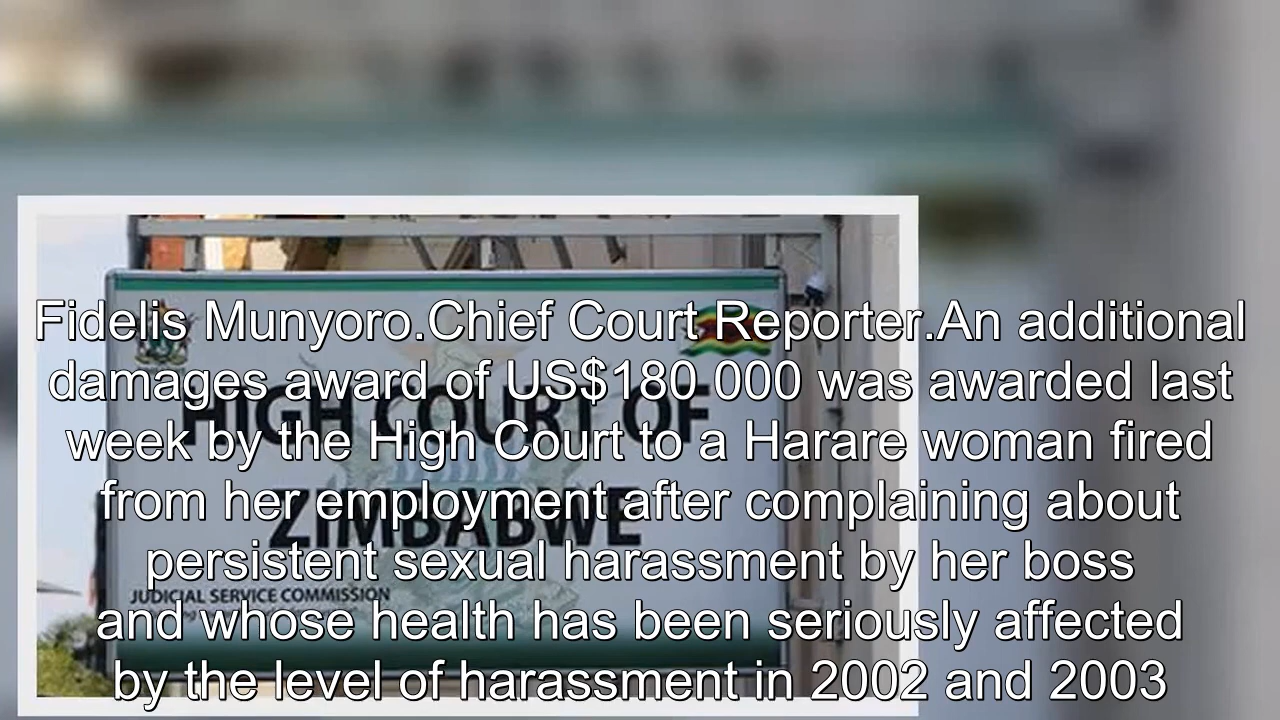 Fidelis Munyoro.Chief Court Reporter.An additional
damages award of US$180 000 was awarded last
week by the High Court to a Harare woman fired
from her employment after complaining about
persistent sexual harassment by her boss
and whose health has been seriously affected
by the level of harassment in 2002 and 2003
HIGH COURT OF
ZIMBABWE
JUDICIAL SERVICE COMMISSION